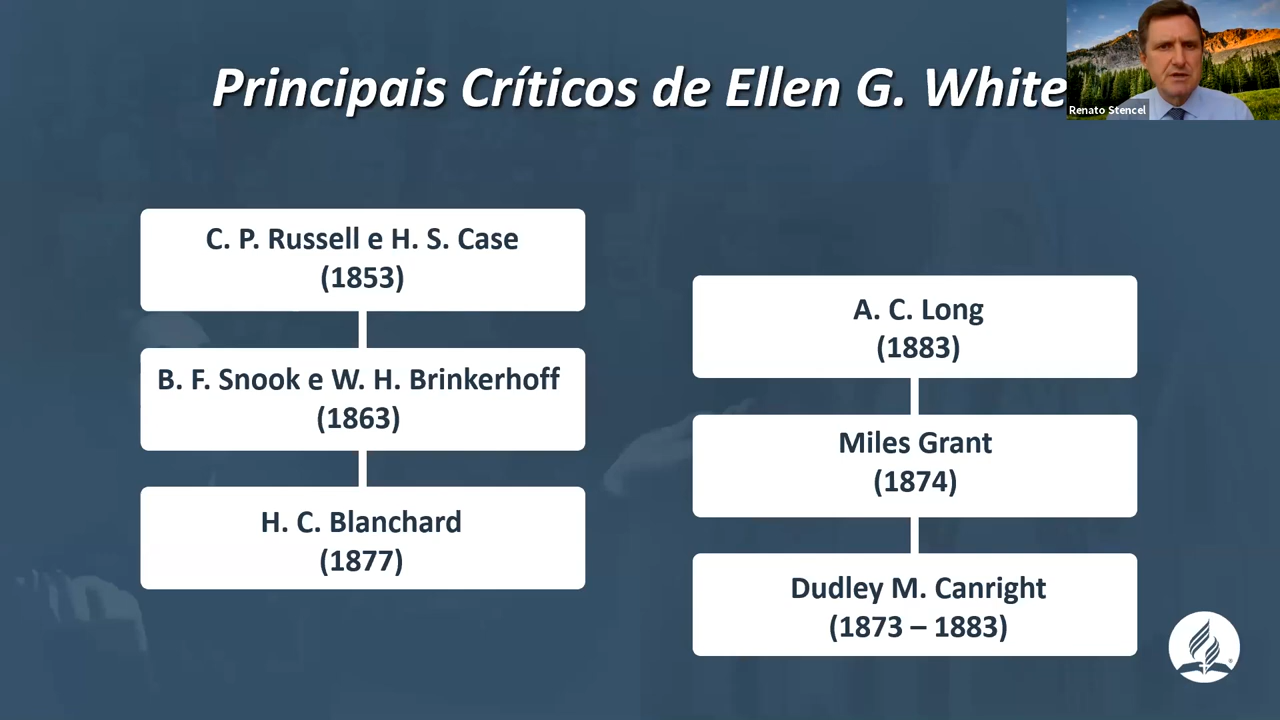 Principais Críticos de Ellen G. White
Renato Stencel
C. P. Russell e H. S. Case
(1853)
B. F. Snook e W. H. Brinkerhoff
(1863)
H. C. Blanchard
(1877)
A. C. Long
(1883)
Miles Grant
(1874)
Dudley M. Canright
(1873 – 1883)